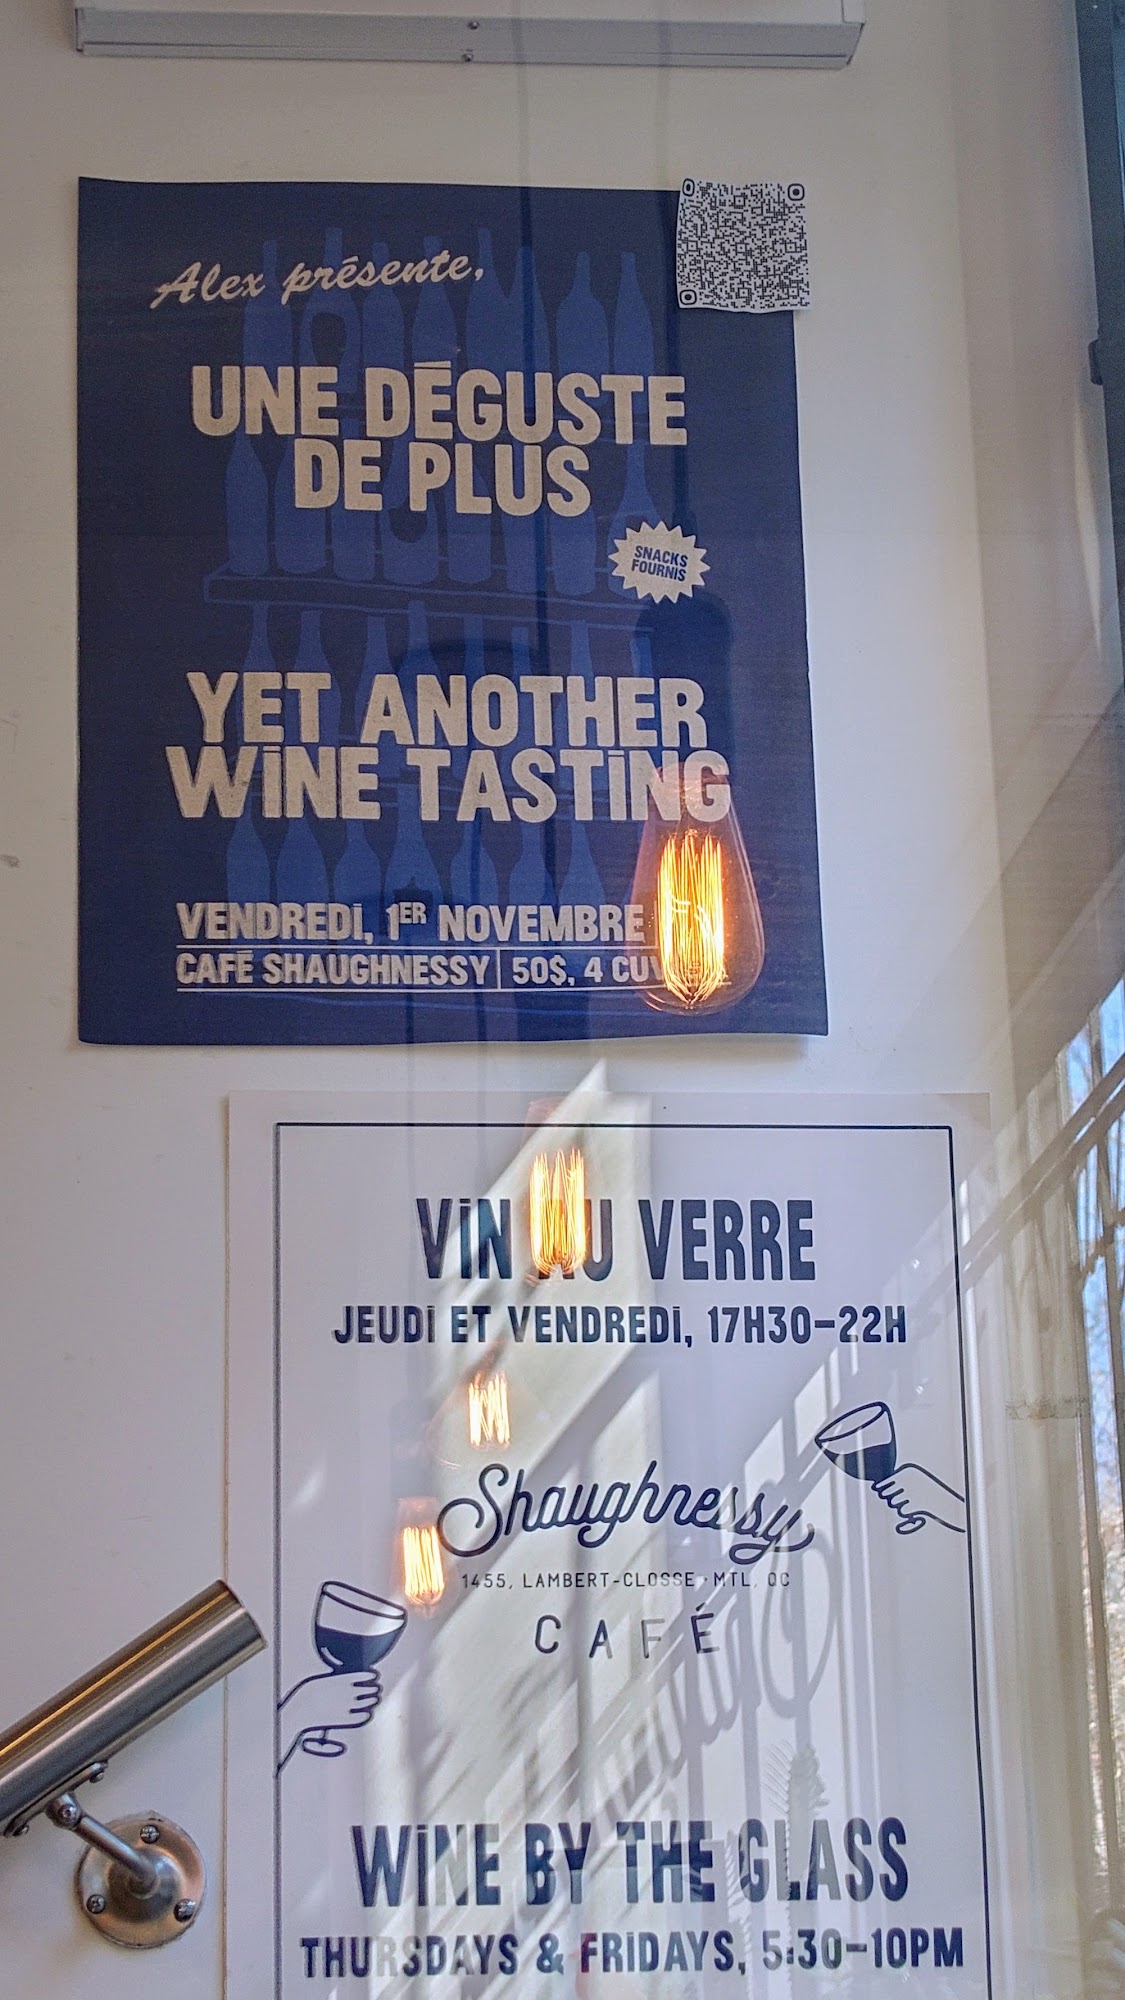 Alex présente,
UNE DÉGUSTE
DE PLUS
SNACKS
FOURNIS
YET ANOTHER
WINE TASTING
VENDREDI, 1ER NOVEMBRE
CAFÉ SHAUGHNESSY | 50$, 4
VIN AU VERRE
JEUDI ET VENDREDI, 17H30–22H
Shaughnessy
1455, LAMBERT-CLOSSE · MTL, QC
CAFÉ
WINE BY THE GLASS
THURSDAYS & FRIDAYS, 5:30–10PM